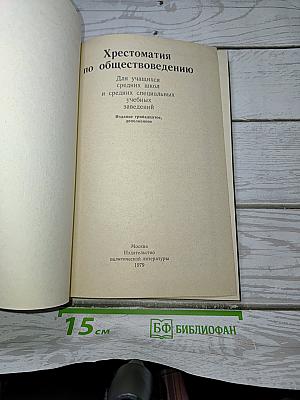 Хрестоматия
по обществоведению
Для учащихся
средних школ
и средних специальных
учебных
заведений
Издание тринадцатое,
дополненное
Москва
Издательство
политической литературы
1979
15 см
БФ БИБЛИОФАН®